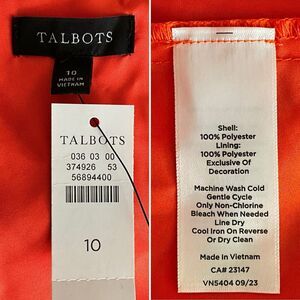 TALBOTS
10
MADE IN
VIETNAM
TALBOTS
036 03 00
374926 53
56894400
10
Shell:
100% Polyester
Lining:
100% Polyester
Exclusive Of
Decoration
Machine Wash Cold
Gentle Cycle
Only Non-Chlorine
Bleach When Needed
Line Dry
Cool Iron On Reverse
Or Dry Clean
Made in Vietnam
CA# 23147
VN5404 09/23